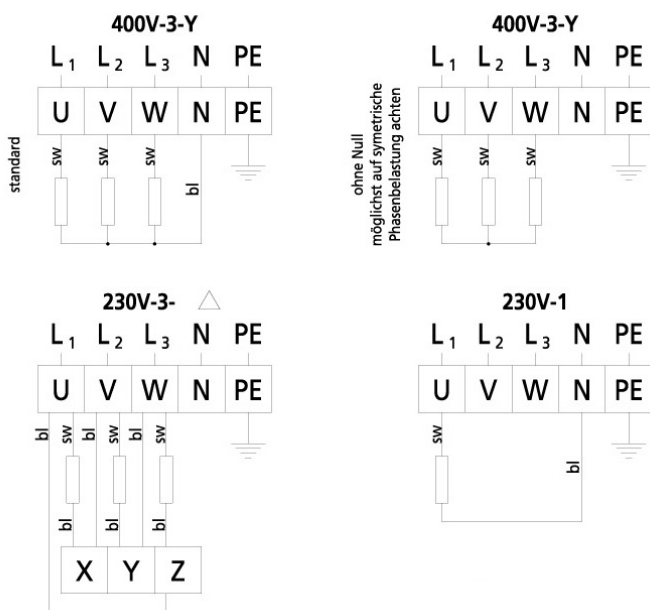 400V-3-Y
L1 L2 L3 N PE
U V W N PE
sw sw sw bl
standard
400V-3-Y
L1 L2 L3 N PE
U V W N PE
sw sw sw
ohne Null
möglichst auf symetrische
Phasenbelastung achten
230V-3- △
L1 L2 L3 N PE
U V W N PE
bl sw bl sw bl sw
bl bl bl
X Y Z
230V-1
L1 L2 L3 N PE
U V W N PE
sw bl